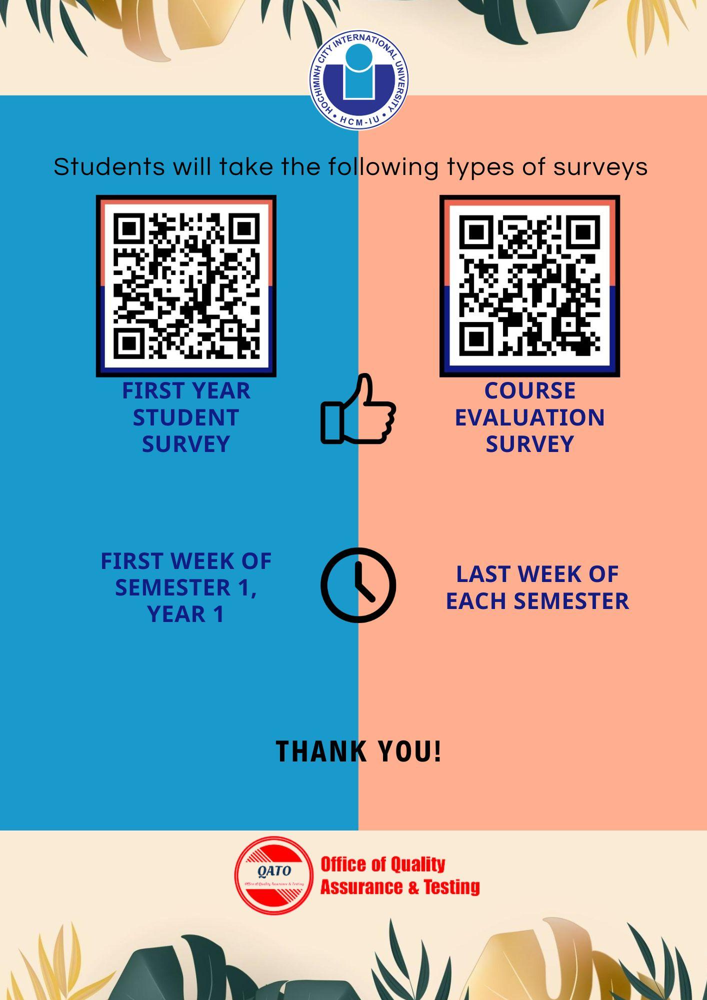 HOCHIMINH CITY INTERNATIONAL UNIVERSITY
• HCM-IU •
Students will take the following types of surveys
FIRST YEAR
STUDENT
SURVEY
COURSE
EVALUATION
SURVEY
FIRST WEEK OF
SEMESTER 1,
YEAR 1
LAST WEEK OF
EACH SEMESTER
THANK YOU!
QATO
Office of Quality Assurance & Testing
Office of Quality
Assurance & Testing